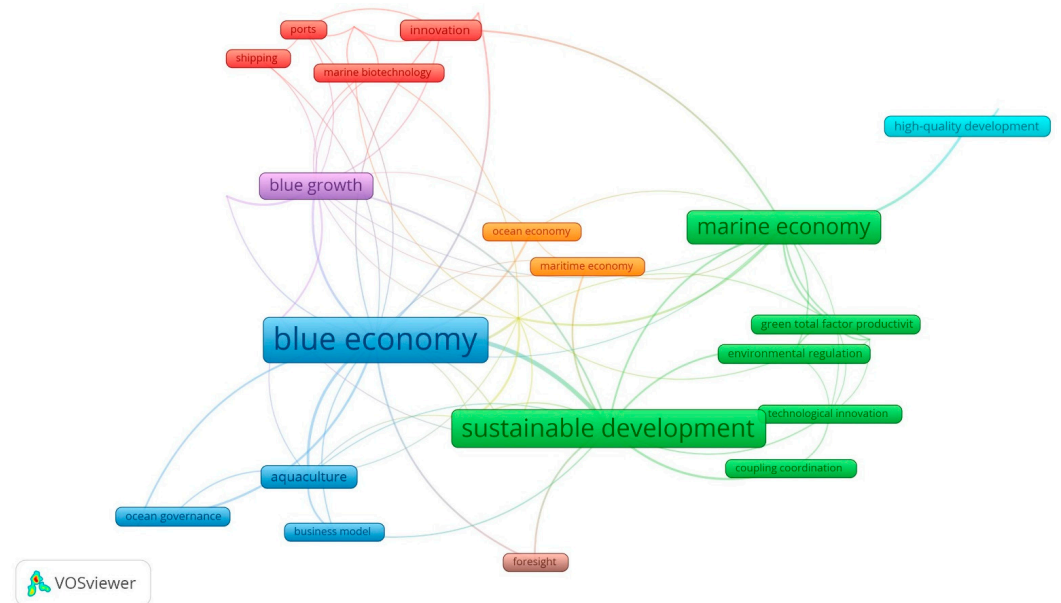 ports
innovation
shipping
marine biotechnology
high-quality development
blue growth
marine economy
ocean economy
maritime economy
green total factor productivit
blue economy
environmental regulation
technological innovation
sustainable development
coupling coordination
aquaculture
ocean governance
business model
foresight
VOSviewer